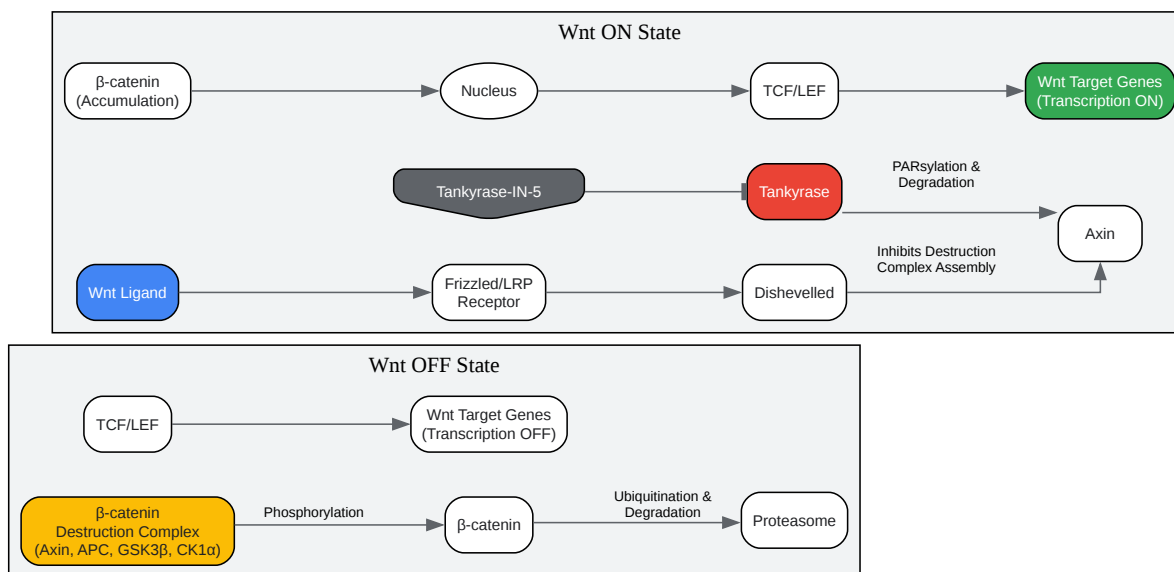 Wnt ON State
β-catenin
(Accumulation)
Nucleus
TCF/LEF
Wnt Target Genes
(Transcription ON)
Tankyrase-IN-5
Tankyrase
PARsylation &
Degradation
Axin
Inhibits Destruction
Complex Assembly
Wnt Ligand
Frizzled/LRP
Receptor
Dishevelled
Wnt OFF State
TCF/LEF
Wnt Target Genes
(Transcription OFF)
β-catenin
Destruction Complex
(Axin, APC, GSK3β, CK1α)
Phosphorylation
β-catenin
Ubiquitination &
Degradation
Proteasome